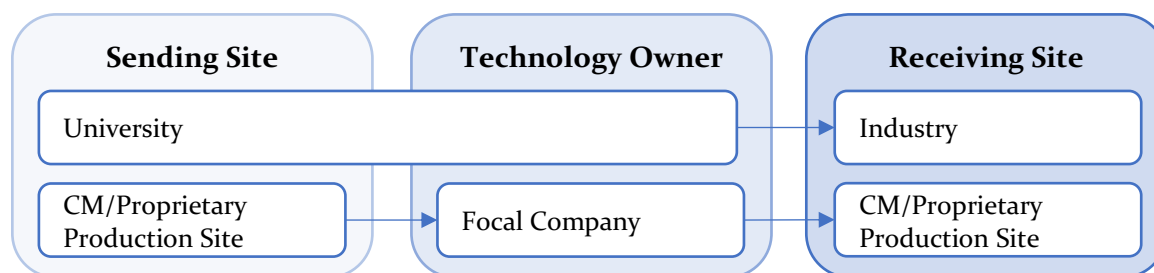 Sending Site
Technology Owner
Receiving Site
University
Industry
CM/Proprietary
Production Site
Focal Company
CM/Proprietary
Production Site